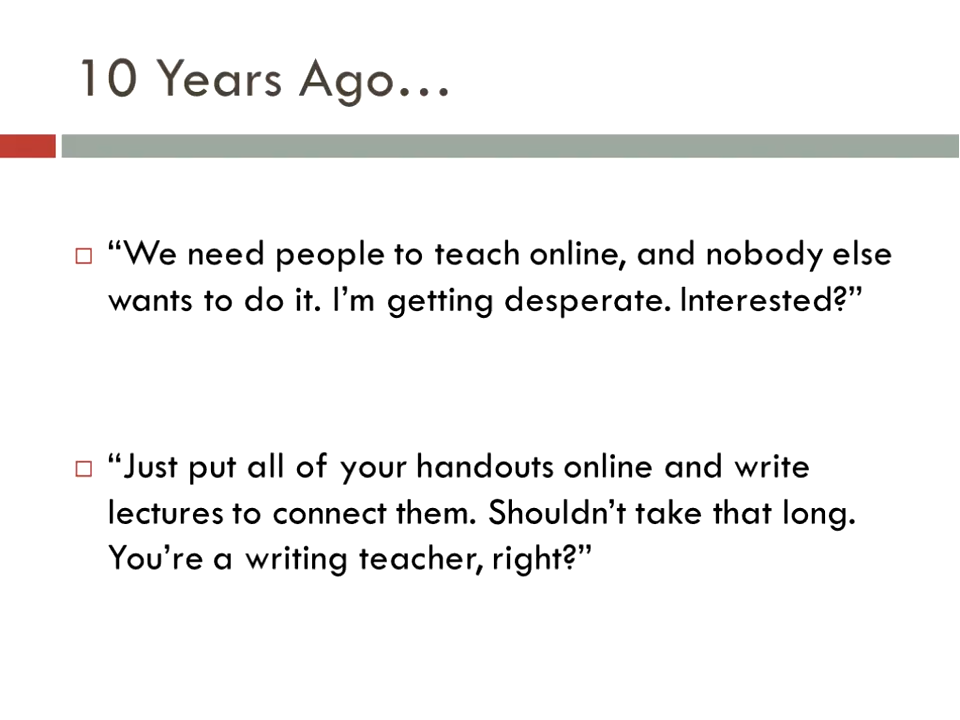 10 Years Ago…
“We need people to teach online, and nobody else
wants to do it. I’m getting desperate. Interested?”
“Just put all of your handouts online and write
lectures to connect them. Shouldn’t take that long.
You’re a writing teacher, right?”